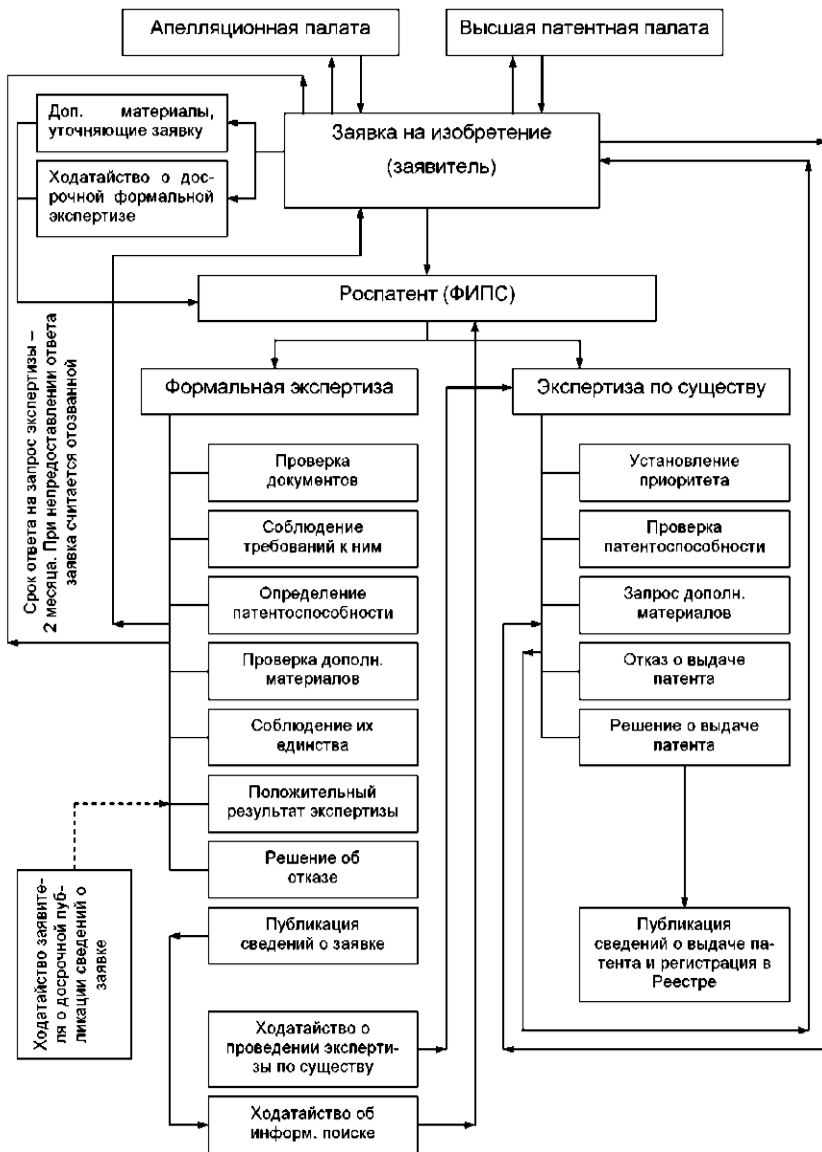 Апелляционная палата
Высшая патентная палата
Доп. материалы,
уточняющие заявку
Заявка на изобретение
(заявитель)
Ходатайство о дос-
рочной формальной
экспертизе
Роспатент (ФИПС)
Срок ответа на запрос экспертизы –
2 месяца. При непредоставлении ответа
заявка считается отозванной
Формальная экспертиза
Экспертиза по существу
Проверка
документов
Соблюдение
требований к ним
Определение
патентоспособности
Проверка дополн.
материалов
Соблюдение их
единства
Положительный
результат экспертизы
Решение об
отказе
Публикация
сведений о заявке
Ходатайство о
проведении эксперти-
зы по существу
Ходатайство об
информ. поиске
Установление
приоритета
Проверка
патентоспособности
Запрос дополн.
материалов
Отказ о выдаче
патента
Решение о выдаче
патента
Публикация
сведений о выдаче па-
тента и регистрация в
Реестре
Ходатайство заявите-
ля о досрочной пуб-
ликации сведений о
заявке